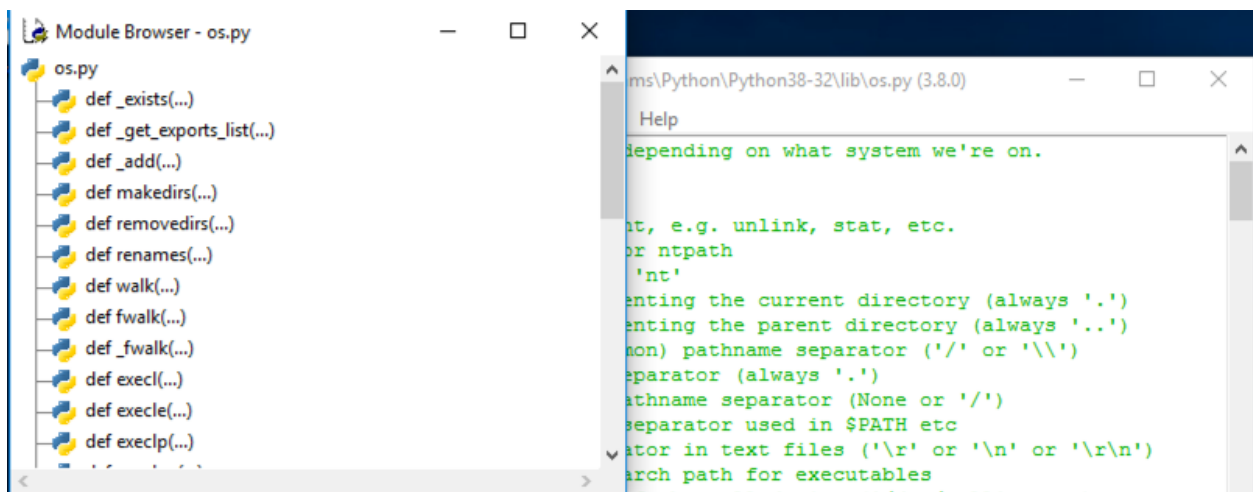 Module Browser - os.py
os.py
def _exists(...)
def _get_exports_list(...)
def _add(...)
def makedirs(...)
def removedirs(...)
def renames(...)
def walk(...)
def fwalk(...)
def _fwalk(...)
def execl(...)
def execle(...)
def execlp(...)
ms\Python\Python38-32\lib\os.py (3.8.0)
Help
depending on what system we're on.
nt, e.g. unlink, stat, etc.
or ntpath
'nt'
enting the current directory (always '.')
enting the parent directory (always '..')
mon) pathname separator ('/' or '\\')
eparator (always '.')
athname separator (None or '/')
separator used in $PATH etc
ator in text files ('\r' or '\n' or '\r\n')
arch path for executables